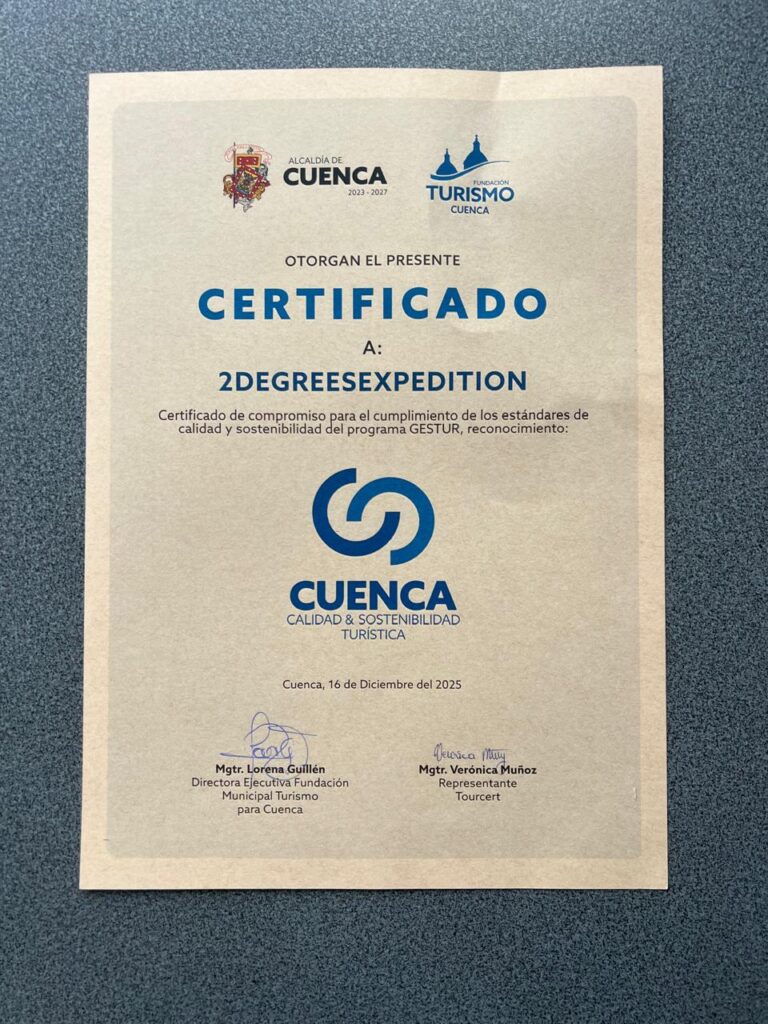 ALCALDÍA DE
CUENCA
2023 - 2027
FUNDACIÓN
TURISMO
CUENCA
OTORGAN EL PRESENTE
CERTIFICADO
A:
2DEGREESEXPEDITION
Certificado de compromiso para el cumplimiento de los estándares de
calidad y sostenibilidad del programa GESTUR, reconocimiento:
CUENCA
CALIDAD & SOSTENIBILIDAD
TURÍSTICA
Cuenca, 16 de Diciembre del 2025
Mgtr. Lorena Guillén
Directora Ejecutiva Fundación
Municipal Turismo
para Cuenca
Mgtr. Verónica Muñoz
Representante
Tourcert